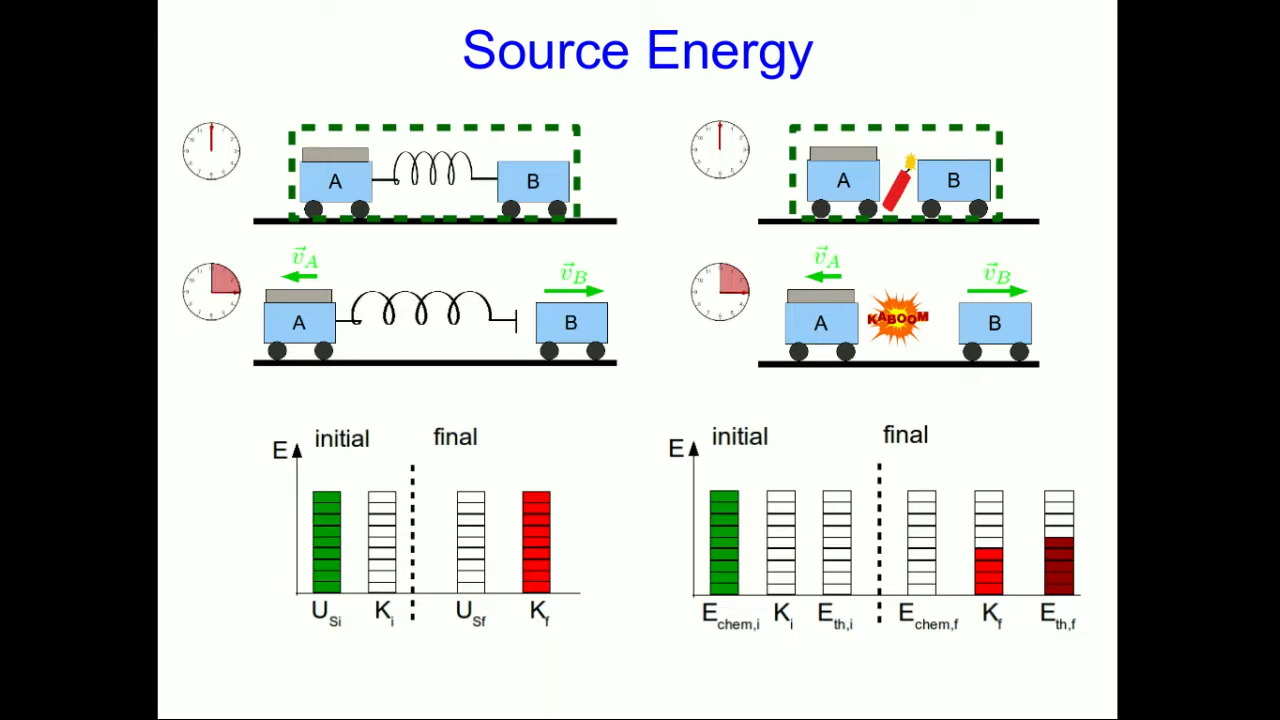 Source Energy
A B
A B
v⃗A v⃗B
A B
v⃗A v⃗B
A KABOOM B
E initial final
USi Ki USf Kf
E initial final
Echem,i Ki Eth,i Echem,f Kf Eth,f